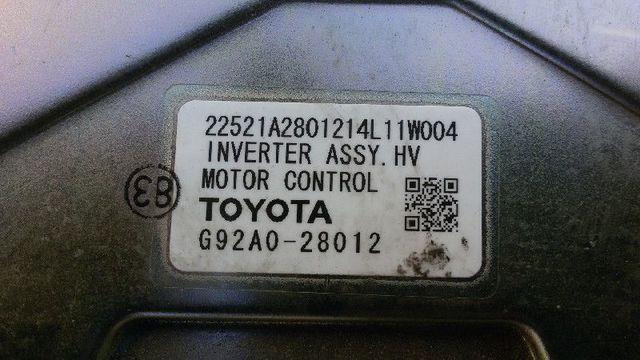 22521A2801214L11W004
INVERTER ASSY.HV
MOTOR CONTROL
TOYOTA
G92A0-28012
83